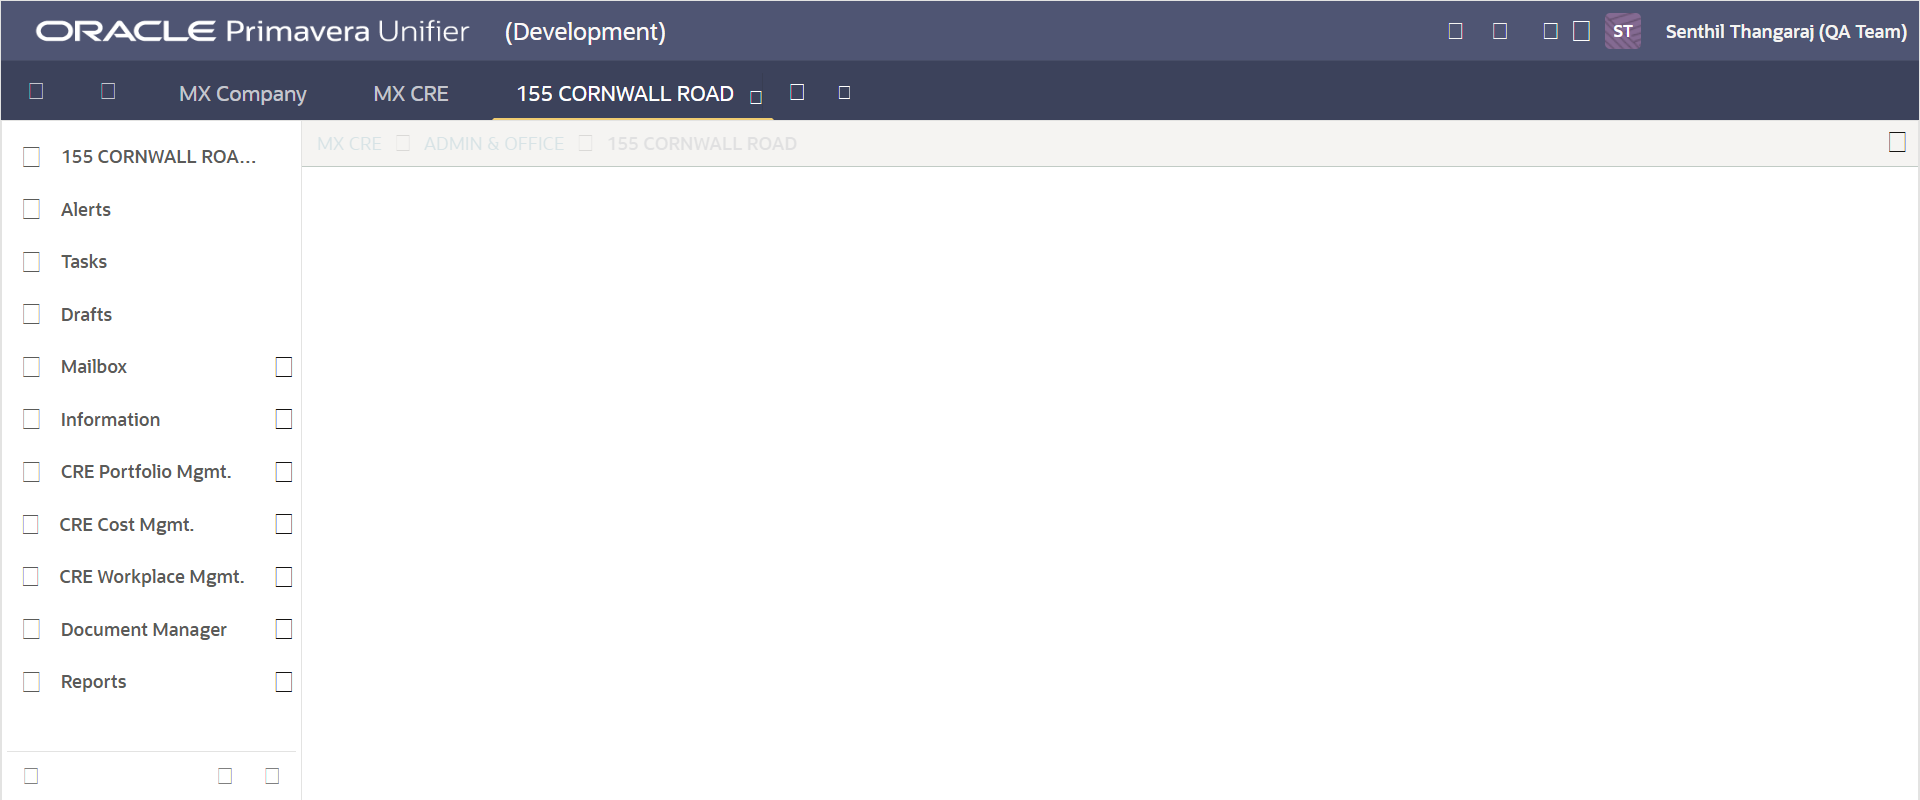 ORACLE Primavera Unifier (Development)
ST Senthil Thangaraj (QA Team)
MX Company MX CRE 155 CORNWALL ROAD
MX CRE ADMIN & OFFICE 155 CORNWALL ROAD
155 CORNWALL ROA...
Alerts
Tasks
Drafts
Mailbox
Information
CRE Portfolio Mgmt.
CRE Cost Mgmt.
CRE Workplace Mgmt.
Document Manager
Reports